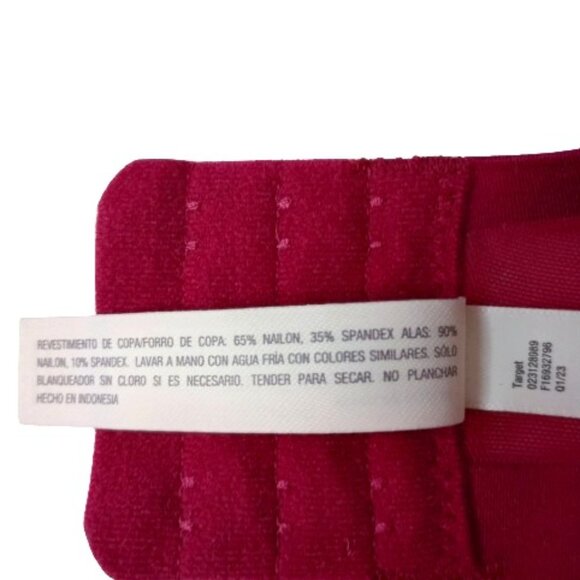 REVESTIMIENTO DE COPA/FORRO DE COPA: 65% NAILON, 35% SPANDEX ALAS: 90%
NAILON, 10% SPANDEX. LAVAR A MANO CON AGUA FRÍA CON COLORES SIMILARES. SÓLO
BLANQUEADOR SIN CLORO SI ES NECESARIO. TENDER PARA SECAR. NO PLANCHAR
HECHO EN INDONESIA
Target
023128989
F16932796
Q1/23